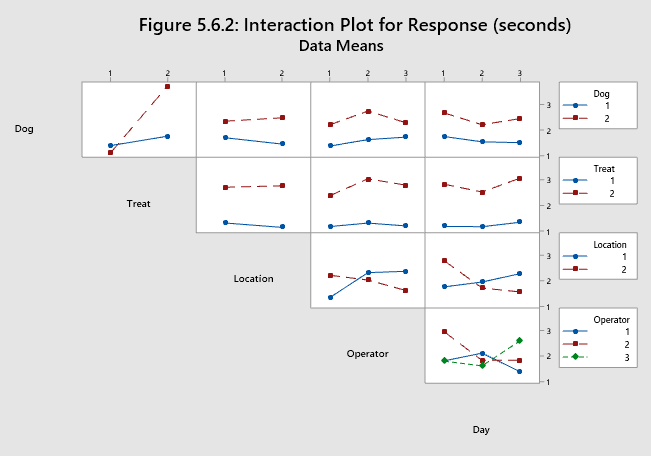 Figure 5.6.2: Interaction Plot for Response (seconds)
Data Means
1 2 1 2 1 2 3 1 2 3
Dog
3
2
1
Dog
1
2
Treat
3
2
1
Treat
1
2
Location
3
2
1
Location
1
2
Operator
3
2
1
Operator
1
2
3
Day